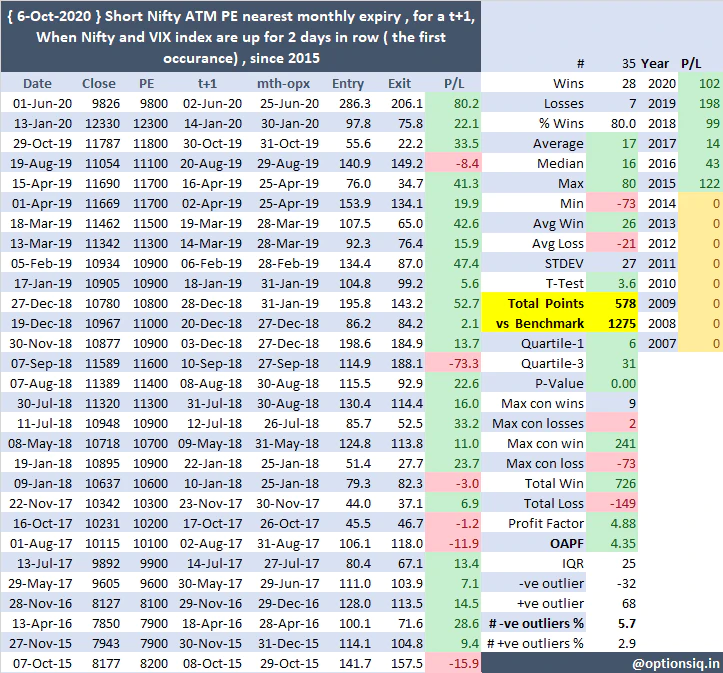 { 6-Oct-2020 } Short Nifty ATM PE nearest monthly expiry , for a t+1,
When Nifty and VIX index are up for 2 days in row ( the first
occurance) , since 2015
# 35 Year P/L
Date Close PE t+1 mth-opx Entry Exit P/L Wins 28 2020 102
01-Jun-20 9826 9800 02-Jun-20 25-Jun-20 286.3 206.1 80.2 Losses 7 2019 198
13-Jan-20 12330 12300 14-Jan-20 30-Jan-20 97.8 75.8 22.1 % Wins 80.0 2018 99
29-Oct-19 11787 11800 30-Oct-19 31-Oct-19 55.6 22.2 33.5 Average 17 2017 14
19-Aug-19 11054 11100 20-Aug-19 29-Aug-19 140.9 149.2 -8.4 Median 16 2016 43
15-Apr-19 11690 11700 16-Apr-19 25-Apr-19 76.0 34.7 41.3 Max 80 2015 122
01-Apr-19 11669 11700 02-Apr-19 25-Apr-19 153.9 134.1 19.9 Min -73 2014 0
18-Mar-19 11462 11500 19-Mar-19 28-Mar-19 107.5 65.0 42.6 Avg Win 26 2013 0
13-Mar-19 11342 11300 14-Mar-19 28-Mar-19 92.3 76.4 15.9 Avg Loss -21 2012 0
05-Feb-19 10934 10900 06-Feb-19 28-Feb-19 134.4 87.0 47.4 STDEV 27 2011 0
17-Jan-19 10905 10900 18-Jan-19 31-Jan-19 104.8 99.2 5.6 T-Test 3.6 2010 0
27-Dec-18 10780 10800 28-Dec-18 31-Jan-19 195.8 143.2 52.7 Total Points 578 2009 0
19-Dec-18 10967 11000 20-Dec-18 27-Dec-18 86.2 84.2 2.1 vs Benchmark 1275 2008 0
30-Nov-18 10877 10900 03-Dec-18 27-Dec-18 198.6 184.9 13.7 Quartile-1 6 2007 0
07-Sep-18 11589 11600 10-Sep-18 27-Sep-18 114.9 188.1 -73.3 Quartile-3 31
07-Aug-18 11389 11400 08-Aug-18 30-Aug-18 115.5 92.9 22.6 P-Value 0.00
30-Jul-18 11320 11300 31-Jul-18 30-Aug-18 130.4 114.4 16.0 Max con wins 9
11-Jul-18 10948 10900 12-Jul-18 26-Jul-18 85.7 52.5 33.2 Max con losses 2
08-May-18 10718 10700 09-May-18 31-May-18 124.8 113.8 11.0 Max con win 241
19-Jan-18 10895 10900 22-Jan-18 25-Jan-18 51.4 27.7 23.7 Max con loss -73
09-Jan-18 10637 10600 10-Jan-18 25-Jan-18 79.3 82.3 -3.0 Total Win 726
22-Nov-17 10342 10300 23-Nov-17 30-Nov-17 44.0 37.1 6.9 Total Loss -149
16-Oct-17 10231 10200 17-Oct-17 26-Oct-17 45.5 46.7 -1.2 Profit Factor 4.88
01-Aug-17 10115 10100 02-Aug-17 31-Aug-17 106.1 118.0 -11.9 OAPF 4.35
13-Jul-17 9892 9900 14-Jul-17 27-Jul-17 80.4 67.1 13.4 IQR 25
29-May-17 9605 9600 30-May-17 29-Jun-17 111.0 103.9 7.1 -ve outlier -32
28-Nov-16 8127 8100 29-Nov-16 29-Dec-16 128.0 113.5 14.5 +ve outlier 68
13-Apr-16 7850 7900 18-Apr-16 28-Apr-16 100.1 71.6 28.6 # -ve outliers % 5.7
27-Nov-15 7943 7900 30-Nov-15 31-Dec-15 114.1 104.8 9.4 # +ve outliers % 2.9
07-Oct-15 8177 8200 08-Oct-15 29-Oct-15 141.7 157.5 -15.9 @optionsiq.in